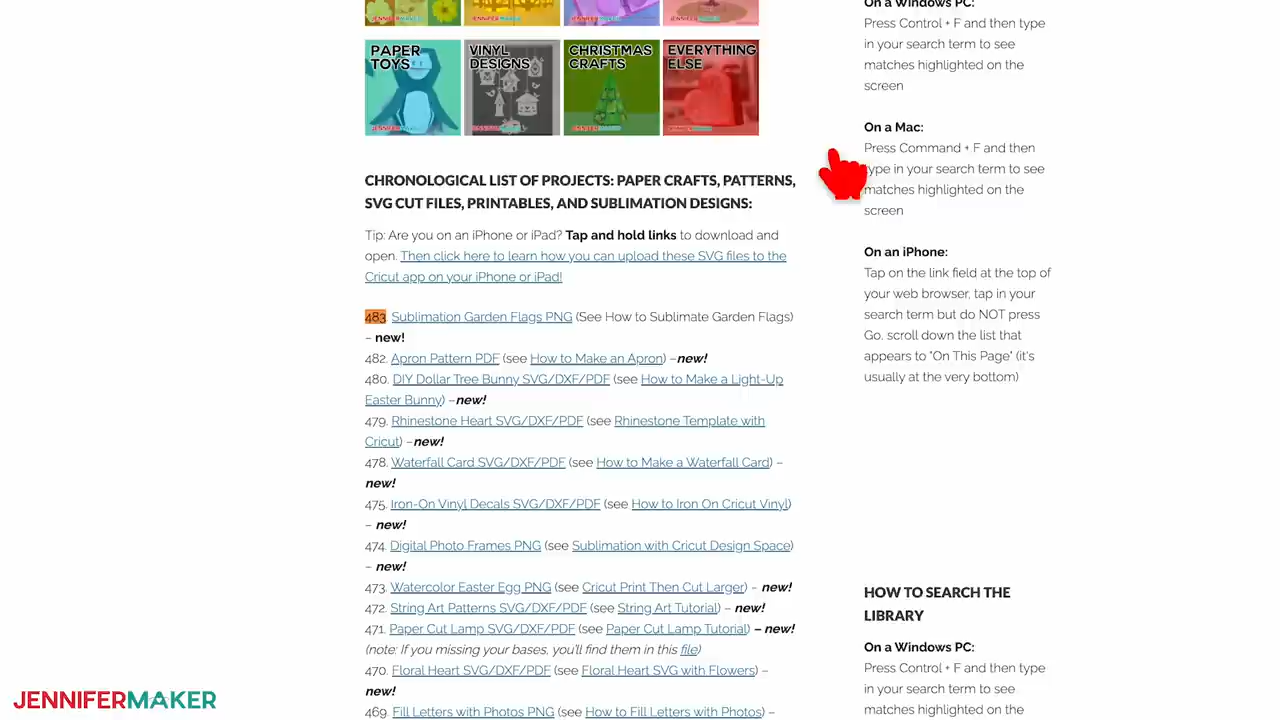 JENNIFERMAKER
JENNIFERMAKER
JENNIFERMAKER
JENNIFERMAKER
PAPER
TOYS
VINYL
DESIGNS
CHRISTMAS
CRAFTS
EVERYTHING
ELSE
JENNIFERMAKER
JENNIFERMAKER
JENNIFERMAKER
JENNIFERMAKER
CHRONOLOGICAL LIST OF PROJECTS: PAPER CRAFTS, PATTERNS,
SVG CUT FILES, PRINTABLES, AND SUBLIMATION DESIGNS:
Tip: Are you on an iPhone or iPad? Tap and hold links to download and
open. Then click here to learn how you can upload these SVG files to the
Cricut app on your iPhone or iPad!
483. Sublimation Garden Flags PNG (See How to Sublimate Garden Flags)
– new!
482. Apron Pattern PDF (see How to Make an Apron) –new!
480. DIY Dollar Tree Bunny SVG/DXF/PDF (see How to Make a Light-Up
Easter Bunny) –new!
479. Rhinestone Heart SVG/DXF/PDF (see Rhinestone Template with
Cricut) –new!
478. Waterfall Card SVG/DXF/PDF (see How to Make a Waterfall Card) –
new!
475. Iron-On Vinyl Decals SVG/DXF/PDF (see How to Iron On Cricut Vinyl)
– new!
474. Digital Photo Frames PNG (see Sublimation with Cricut Design Space)
– new!
473. Watercolor Easter Egg PNG (see Cricut Print Then Cut Larger) – new!
472. String Art Patterns SVG/DXF/PDF (see String Art Tutorial) – new!
471. Paper Cut Lamp SVG/DXF/PDF (see Paper Cut Lamp Tutorial) – new!
(note: If you missing your bases, you'll find them in this file)
470. Floral Heart SVG/DXF/PDF (see Floral Heart SVG with Flowers) –
new!
469. Fill Letters with Photos PNG (see How to Fill Letters with Photos) –
On a Windows PC:
Press Control + F and then type
in your search term to see
matches highlighted on the
screen
On a Mac:
Press Command + F and then
type in your search term to see
matches highlighted on the
screen
On an iPhone:
Tap on the link field at the top of
your web browser, tap in your
search term but do NOT press
Go, scroll down the list that
appears to "On This Page" (it's
usually at the very bottom)
HOW TO SEARCH THE
LIBRARY
On a Windows PC:
Press Control + F and then type
in your search term to see
matches highlighted on the
JENNIFERMAKER